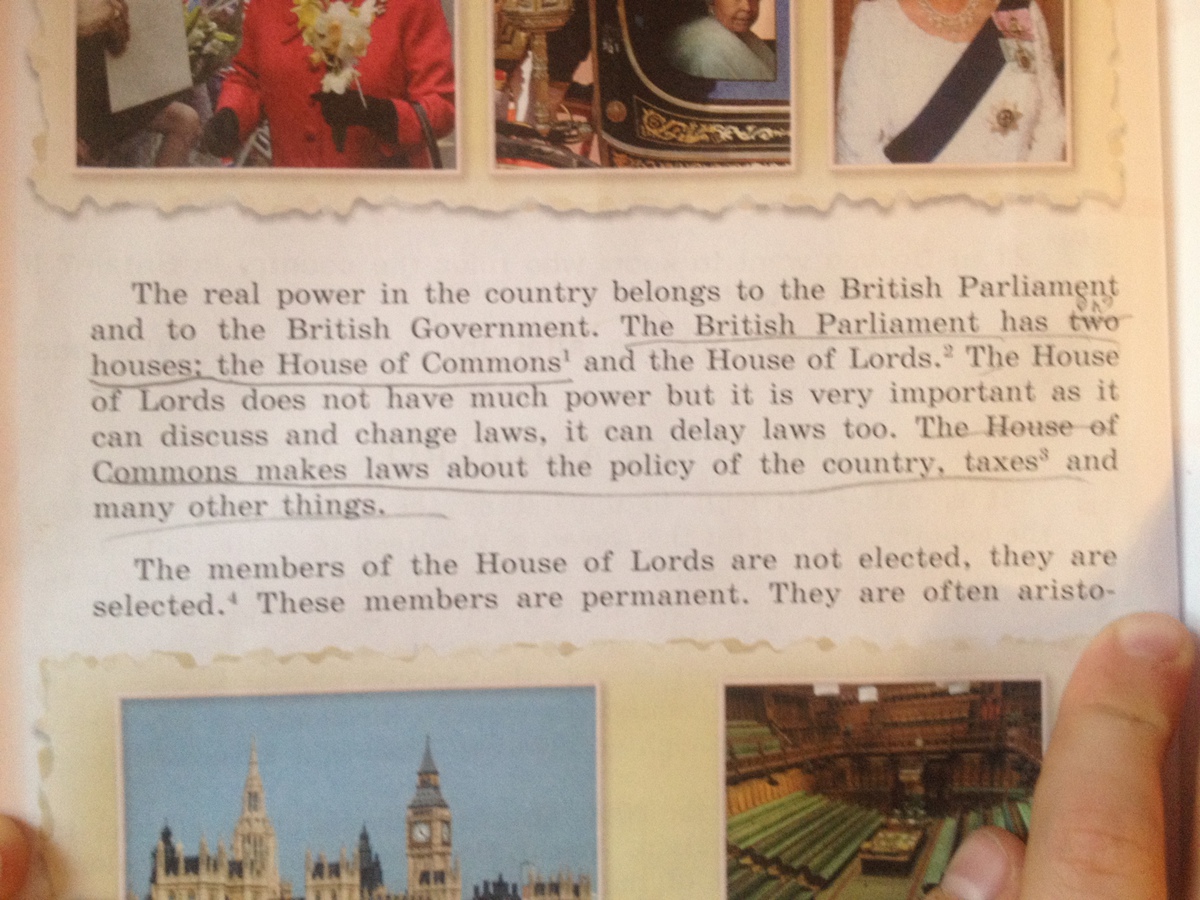 The real power in the country belongs to the British Parliament
and to the British Government. The British Parliament has two
houses: the House of Commons¹ and the House of Lords.² The House
of Lords does not have much power but it is very important as it
can discuss and change laws, it can delay laws too. The House of
Commons makes laws about the policy of the country, taxes³ and
many other things.
The members of the House of Lords are not elected, they are
selected.⁴ These members are permanent. They are often aristo-